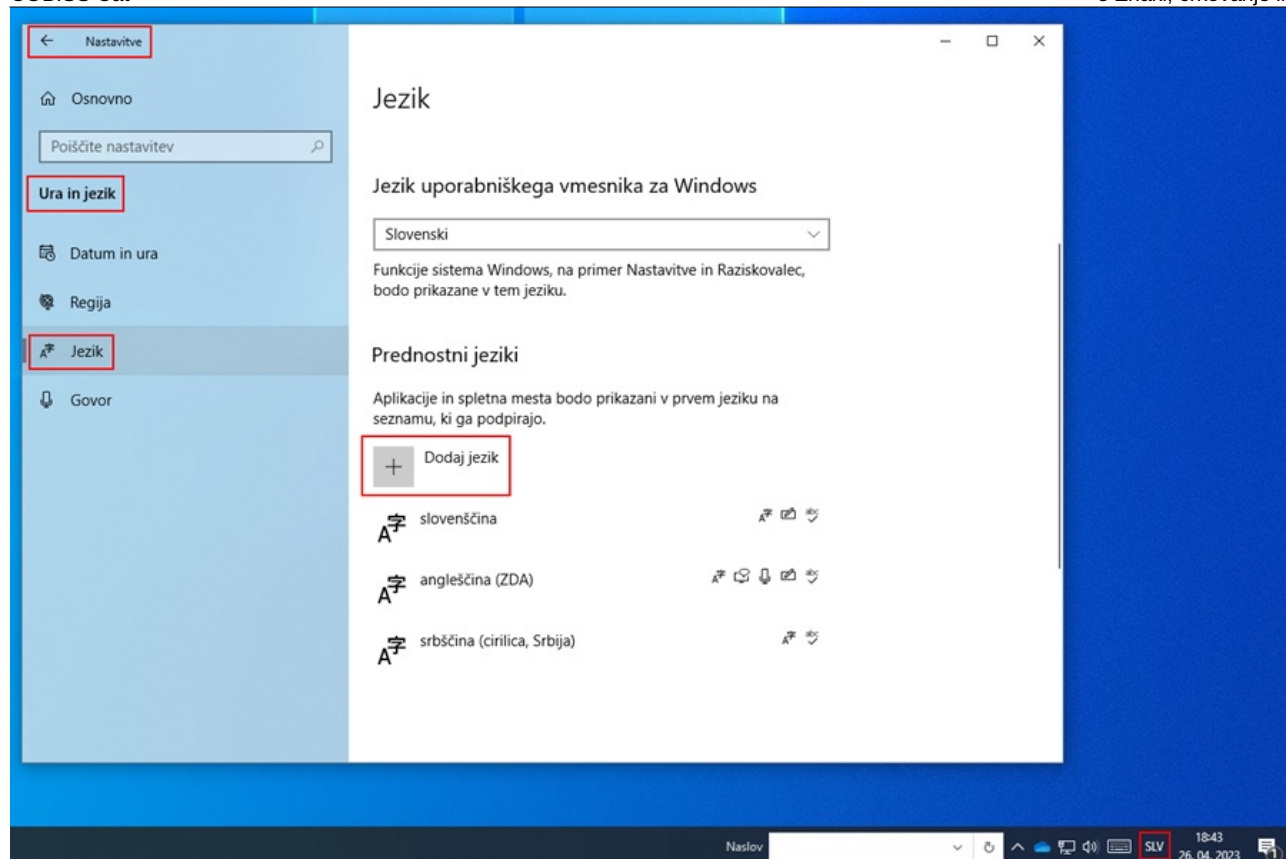 Nastavitve
Osnovno
Poiščite nastavitev
Ura in jezik
Datum in ura
Regija
Jezik
Govor
Jezik
Jezik uporabniškega vmesnika za Windows
Slovenski
Funkcije sistema Windows, na primer Nastavitve in Raziskovalec,
bodo prikazane v tem jeziku.
Prednostni jeziki
Aplikacije in spletna mesta bodo prikazani v prvem jeziku na
seznamu, ki ga podpirajo.
Dodaj jezik
slovenščina
angleščina (ZDA)
srbščina (cirilica, Srbija)
Naslov
SLV
18:43
26. 04. 2023